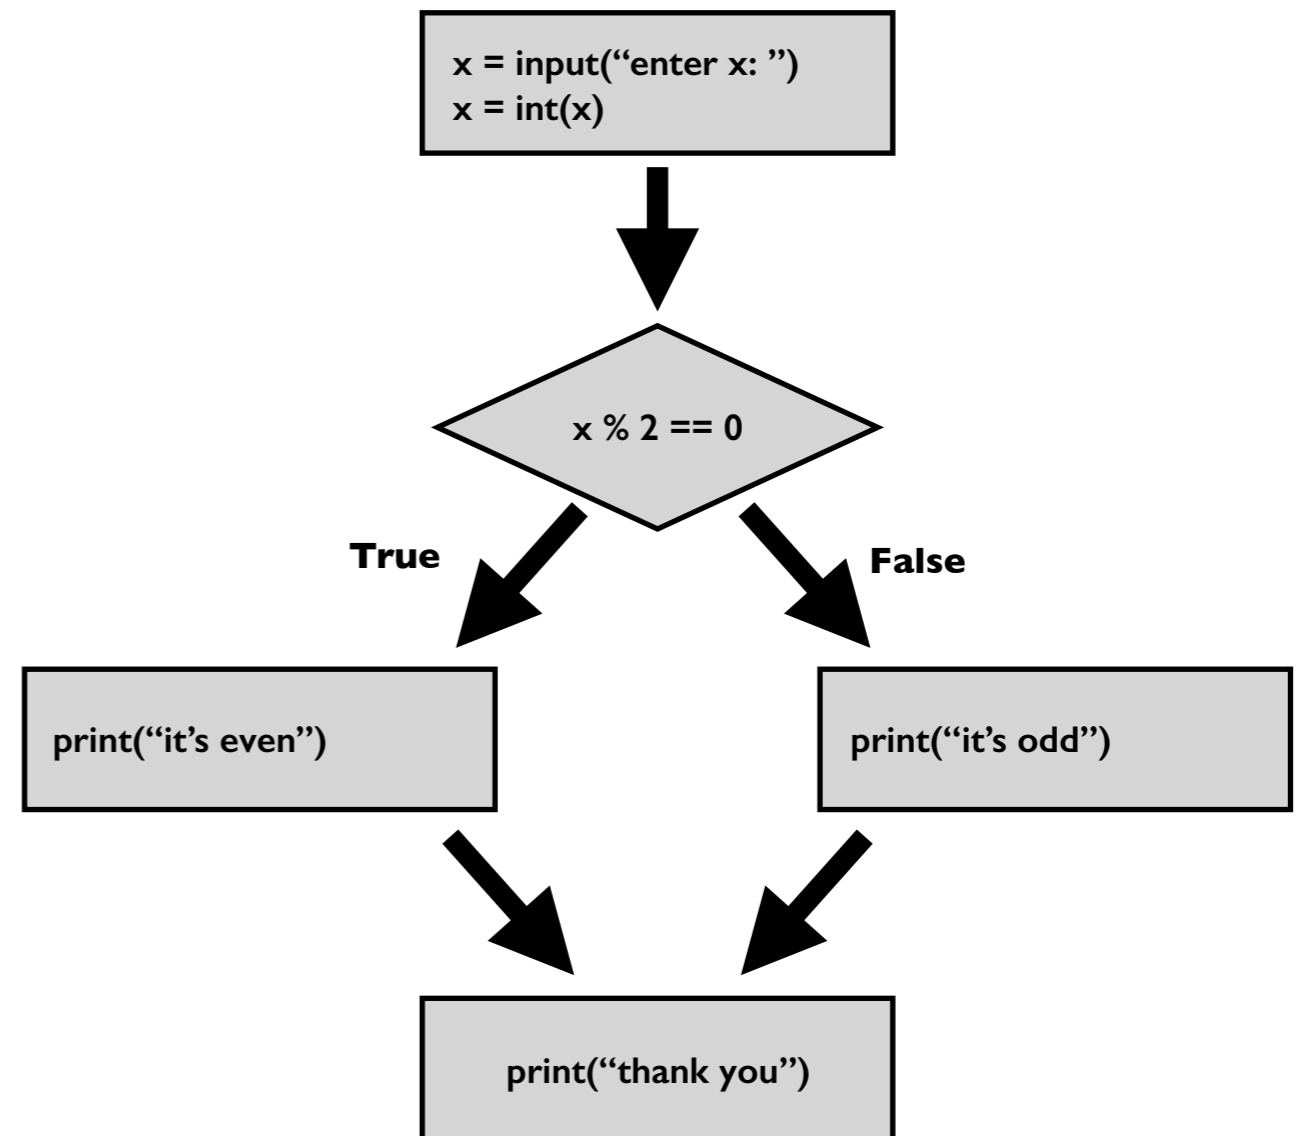 x = input(“enter x: ”)
x = int(x)
x % 2 == 0
True
False
print(“it’s even”)
print(“it’s odd”)
print(“thank you”)